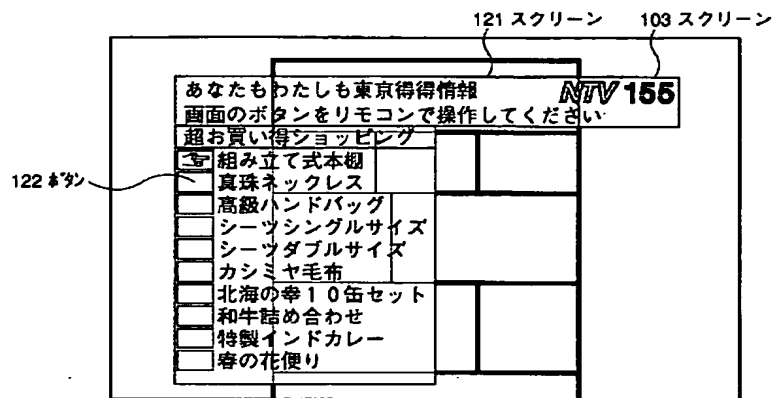 121 スクリーン 103 スクリーン
あなたもわたしも東京得得情報 NTV 155
画面のボタンをリモコンで操作してください
超お買い得ショッピング
組み立て式本棚
122 ボタン 真珠ネックレス
高級ハンドバッグ
シーツシングルサイズ
シーツダブルサイズ
カシミヤ毛布
北海の幸10缶セット
和牛詰め合わせ
特製インドカレー
春の花便り